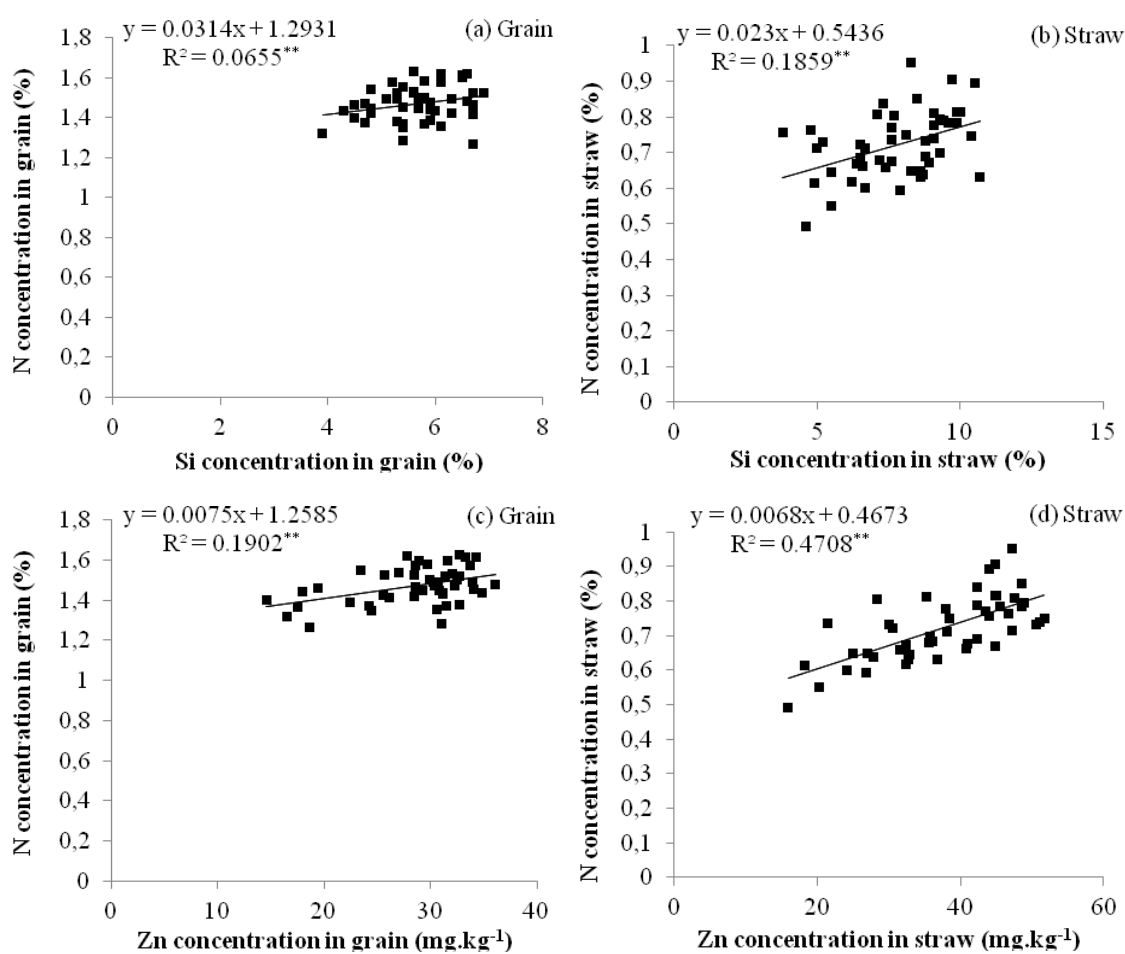 y = 0.0314x + 1.2931
R² = 0.0655**
(a) Grain
N concentration in grain (%)
1,8
1,6
1,4
1,2
1
0,8
0,6
0,4
0,2
0
0 2 4 6 8
Si concentration in grain (%)
y = 0.023x + 0.5436
R² = 0.1859**
(b) Straw
N concentration in straw (%)
1
0,9
0,8
0,7
0,6
0,5
0,4
0,3
0,2
0,1
0
0 5 10 15
Si concentration in straw (%)
y = 0.0075x + 1.2585
R² = 0.1902**
(c) Grain
N concentration in grain (%)
1,8
1,6
1,4
1,2
1
0,8
0,6
0,4
0,2
0
0 10 20 30 40
Zn concentration in grain (mg.kg⁻¹)
y = 0.0068x + 0.4673
R² = 0.4708**
(d) Straw
N concentration in straw (%)
1
0,9
0,8
0,7
0,6
0,5
0,4
0,3
0,2
0,1
0
0 20 40 60
Zn concentration in straw (mg.kg⁻¹)